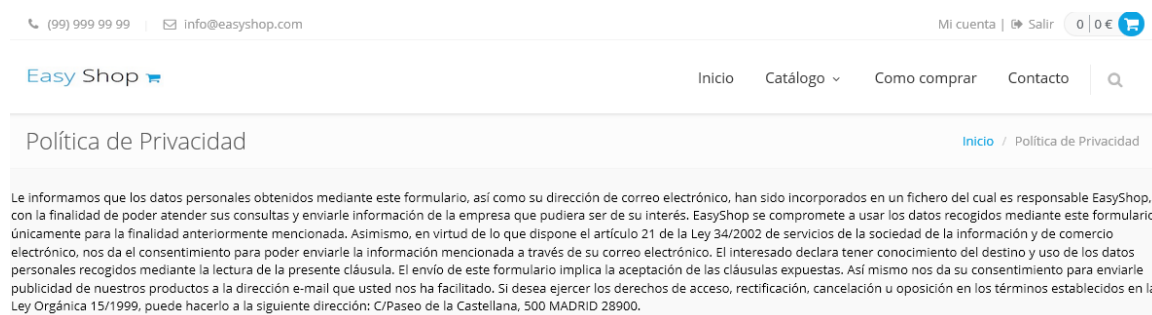 (99) 999 99 99 | info@easyshop.com Mi cuenta | Salir 0 | 0 €
Easy Shop Inicio Catálogo Como comprar Contacto
Política de Privacidad Inicio / Política de Privacidad
Le informamos que los datos personales obtenidos mediante este formulario, así como su dirección de correo electrónico, han sido incorporados en un fichero del cual es responsable EasyShop,
con la finalidad de poder atender sus consultas y enviarle información de la empresa que pudiera ser de su interés. EasyShop se compromete a usar los datos recogidos mediante este formulario
únicamente para la finalidad anteriormente mencionada. Asimismo, en virtud de lo que dispone el artículo 21 de la Ley 34/2002 de servicios de la sociedad de la información y de comercio
electrónico, nos da el consentimiento para poder enviarle la información mencionada a través de su correo electrónico. El interesado declara tener conocimiento del destino y uso de los datos
personales recogidos mediante la lectura de la presente cláusula. El envío de este formulario implica la aceptación de las cláusulas expuestas. Así mismo nos da su consentimiento para enviarle
publicidad de nuestros productos a la dirección e-mail que usted nos ha facilitado. Si desea ejercer los derechos de acceso, rectificación, cancelación u oposición en los términos establecidos en la
Ley Orgánica 15/1999, puede hacerlo a la siguiente dirección: C/Paseo de la Castellana, 500 MADRID 28900.